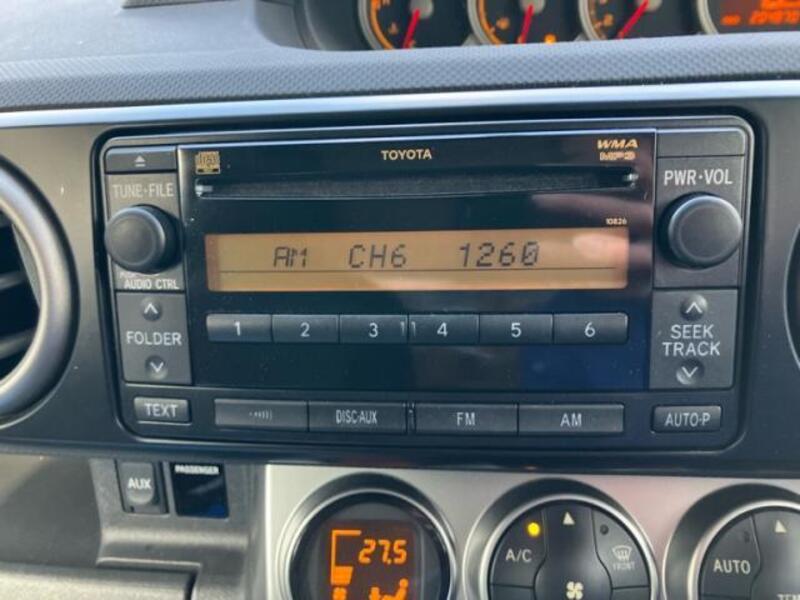 TOYOTA
WMA
MP3
TUNE·FILE
PWR·VOL
10826
AM CH6 1260
AUDIO CTRL
1 2 3 4 5 6
FOLDER
SEEK
TRACK
TEXT
DISC·AUX FM AM
AUTO-P
AUX
PASSENGER
27.5
A/C
FRONT
AUTO